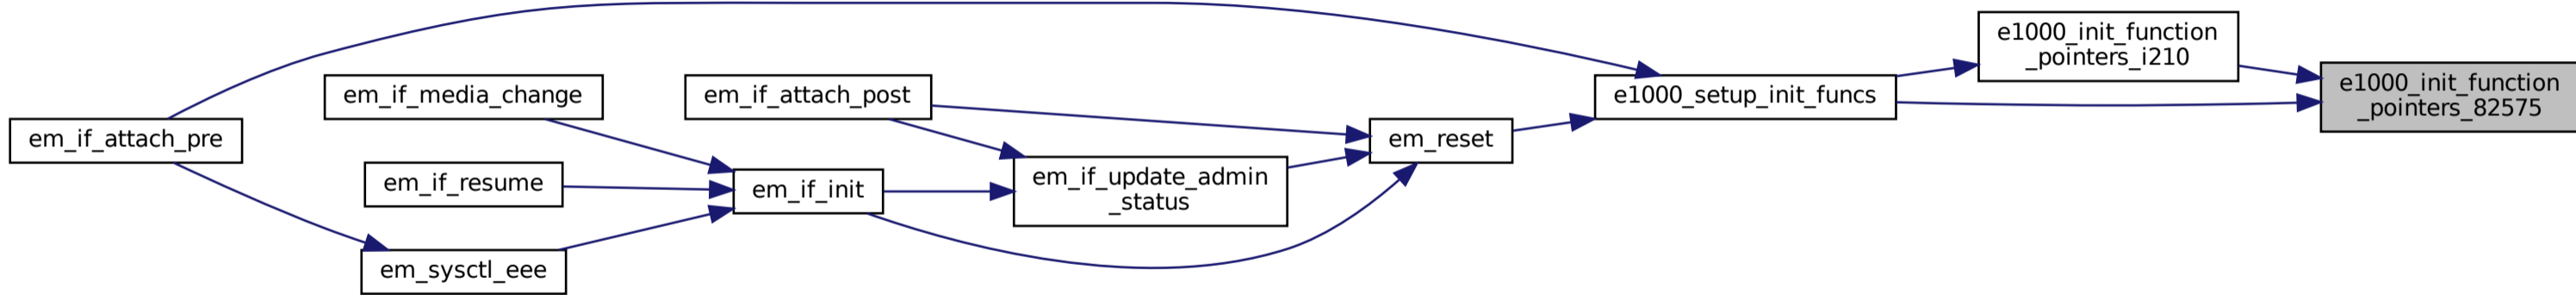 em_if_attach_pre
em_if_media_change
em_if_resume
em_sysctl_eee
em_if_attach_post
em_if_init
em_if_update_admin
_status
em_reset
e1000_setup_init_funcs
e1000_init_function
_pointers_i210
e1000_init_function
_pointers_82575